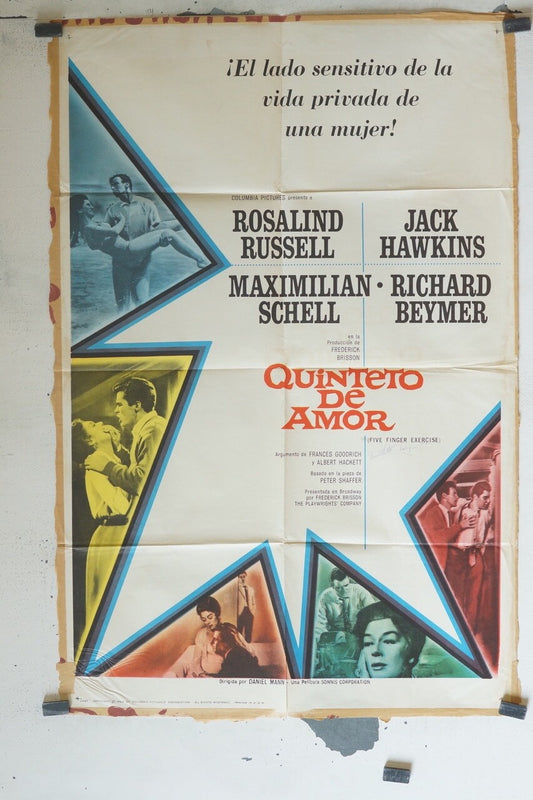 ¡El lado sensitivo de la
vida privada de
una mujer!
COLUMBIA PICTURES presenta a
ROSALIND
RUSSELL
JACK
HAWKINS
MAXIMILIAN • RICHARD
SCHELL
BEYMER
en la
Producción de
FREDERICK
BRISSON
QUINTETO
DE
AMOR
(FIVE FINGER EXERCISE)
Argumento de FRANCES GOODRICH
y ALBERT HACKETT
Basado en la pieza de
PETER SHAFFER
Presentada en Broadway
por FREDERICK BRISSON
THE PLAYWRIGHTS' COMPANY
Dirigida por DANIEL MANN - Una Película SONNIS CORPORATION